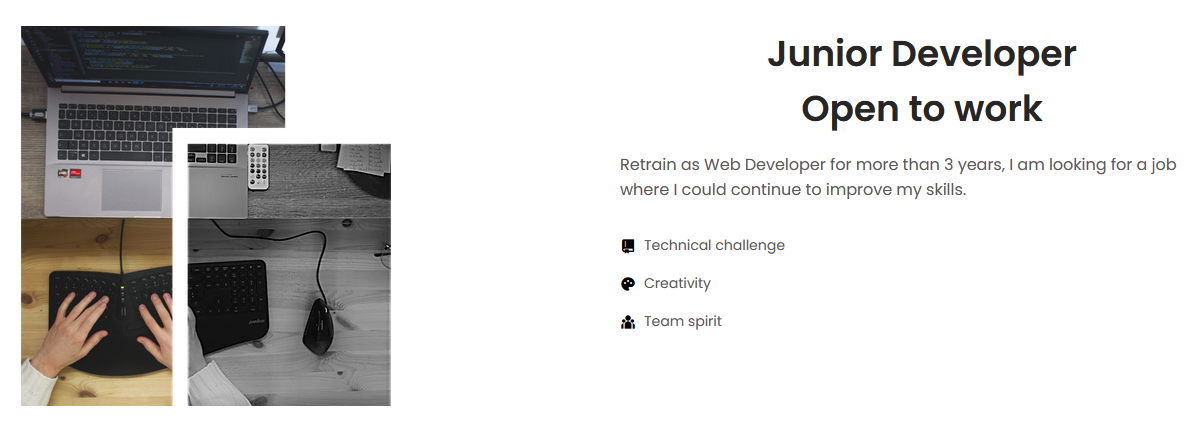 Junior Developer
Open to work
Retrain as Web Developer for more than 3 years, I am looking for a job
where I could continue to improve my skills.
Technical challenge
Creativity
Team spirit